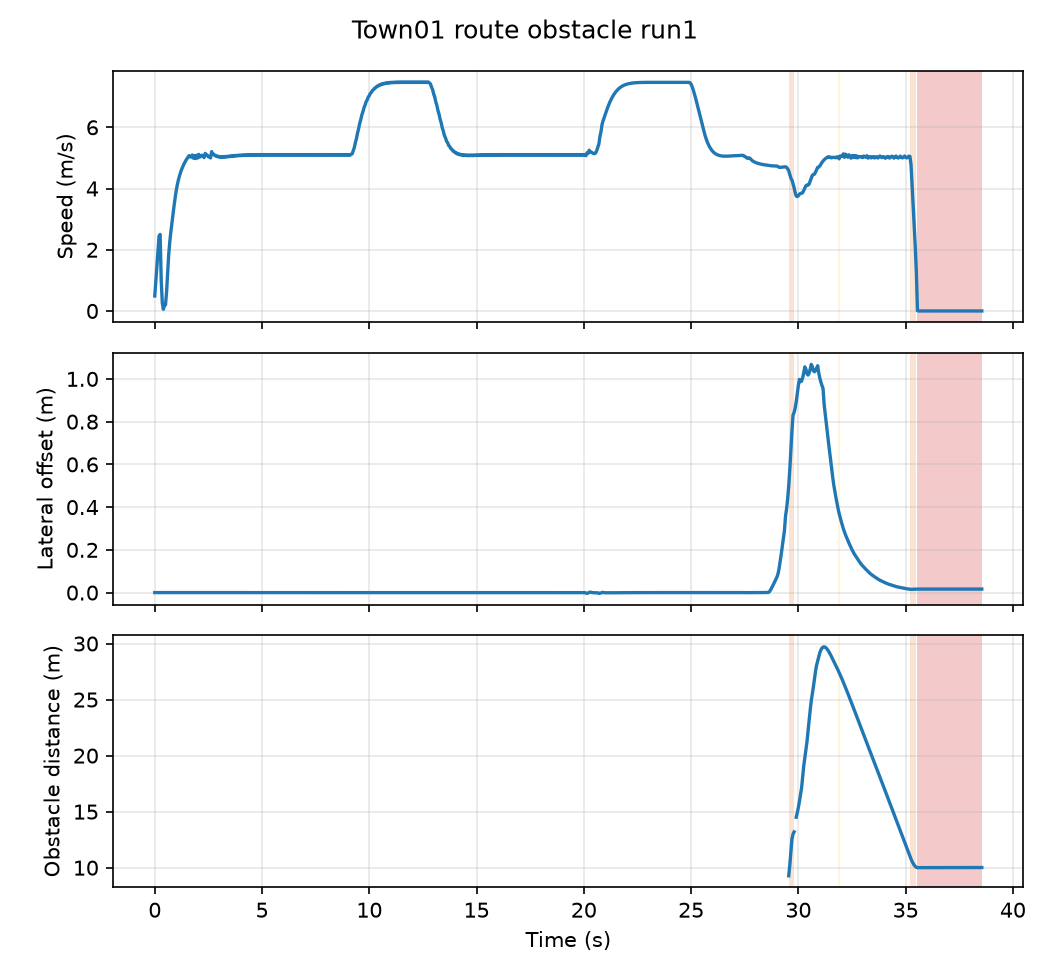 Town01 route obstacle run1
Speed (m/s)
6
4
2
0
Lateral offset (m)
1.0
0.8
0.6
0.4
0.2
0.0
Obstacle distance (m)
30
25
20
15
10
0 5 10 15 20 25 30 35 40
Time (s)